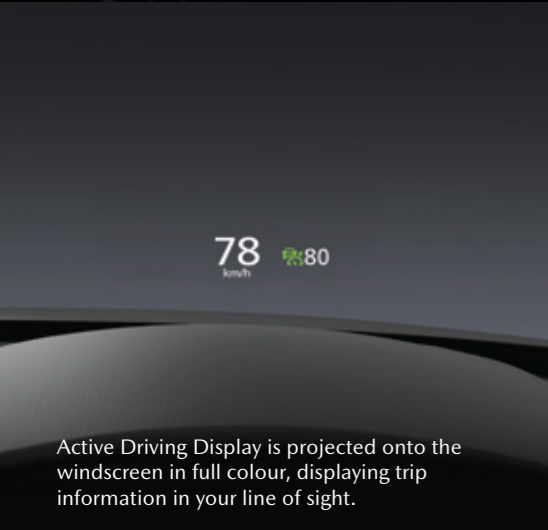 78 80
km/h
Active Driving Display is projected onto the
windscreen in full colour, displaying trip
information in your line of sight.